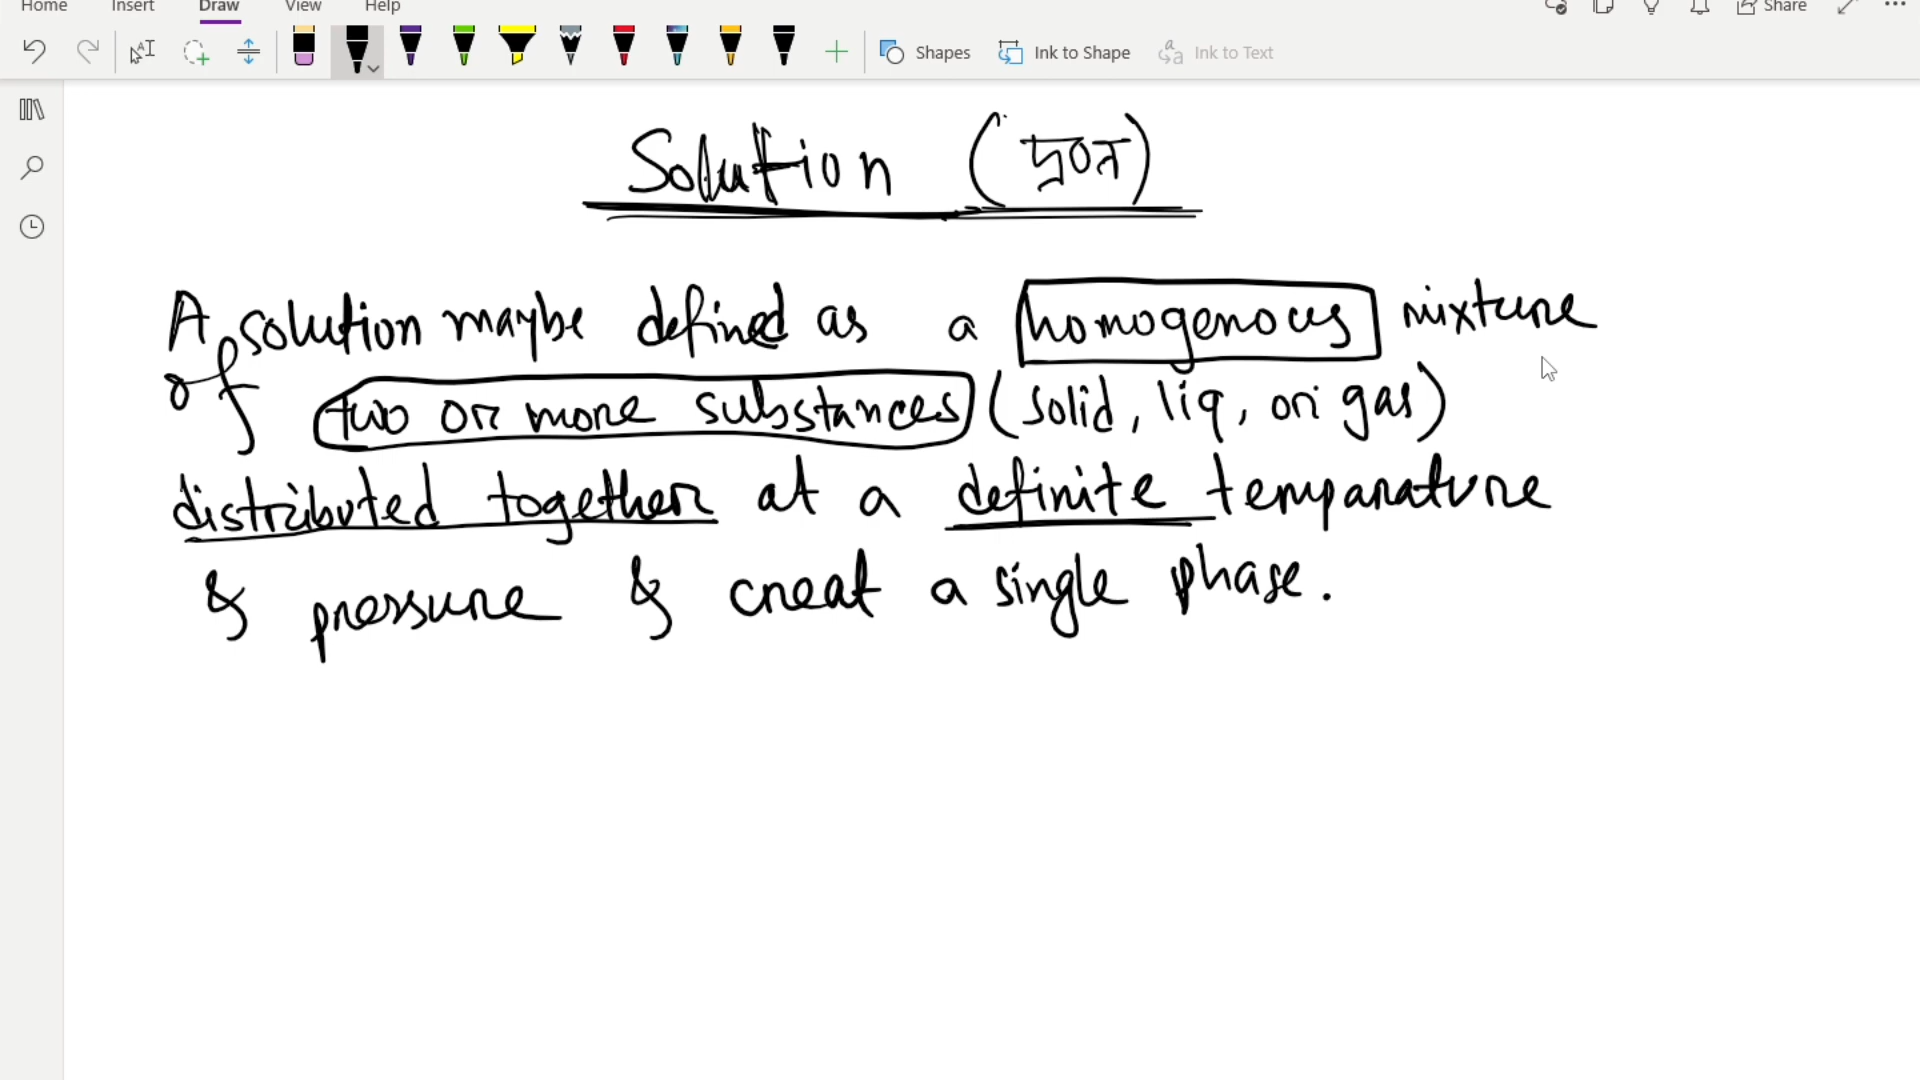 Home Insert Draw View Help Share
Shapes Ink to Shape Ink to Text
Solution (দ্রবণ)
A solution maybe defined as a homogenous mixture
of two or more substances (solid, liq, or gas)
distributed together at a definite temparature
& pressure & creat a single phase.